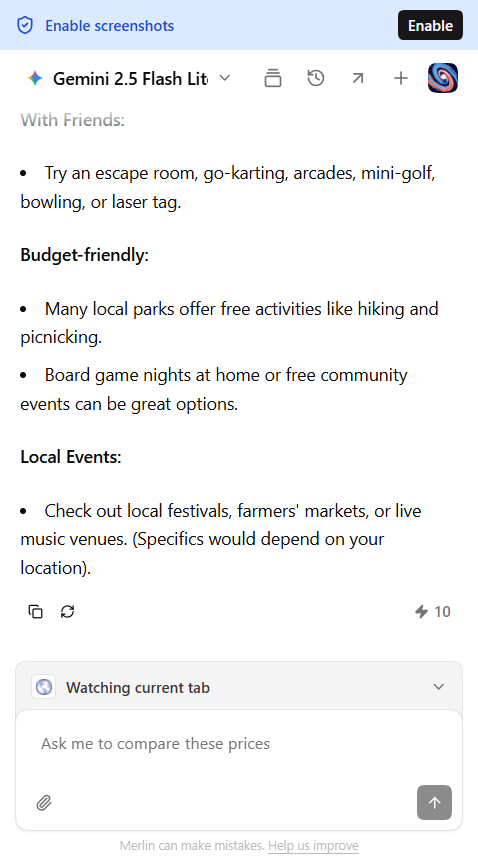 Enable screenshots
Enable
Gemini 2.5 Flash Lit
With Friends:
• Try an escape room, go-karting, arcades, mini-golf,
bowling, or laser tag.
Budget-friendly:
• Many local parks offer free activities like hiking and
picnicking.
• Board game nights at home or free community
events can be great options.
Local Events:
• Check out local festivals, farmers' markets, or live
music venues. (Specifics would depend on your
location).
10
Watching current tab
Ask me to compare these prices
Merlin can make mistakes. Help us improve